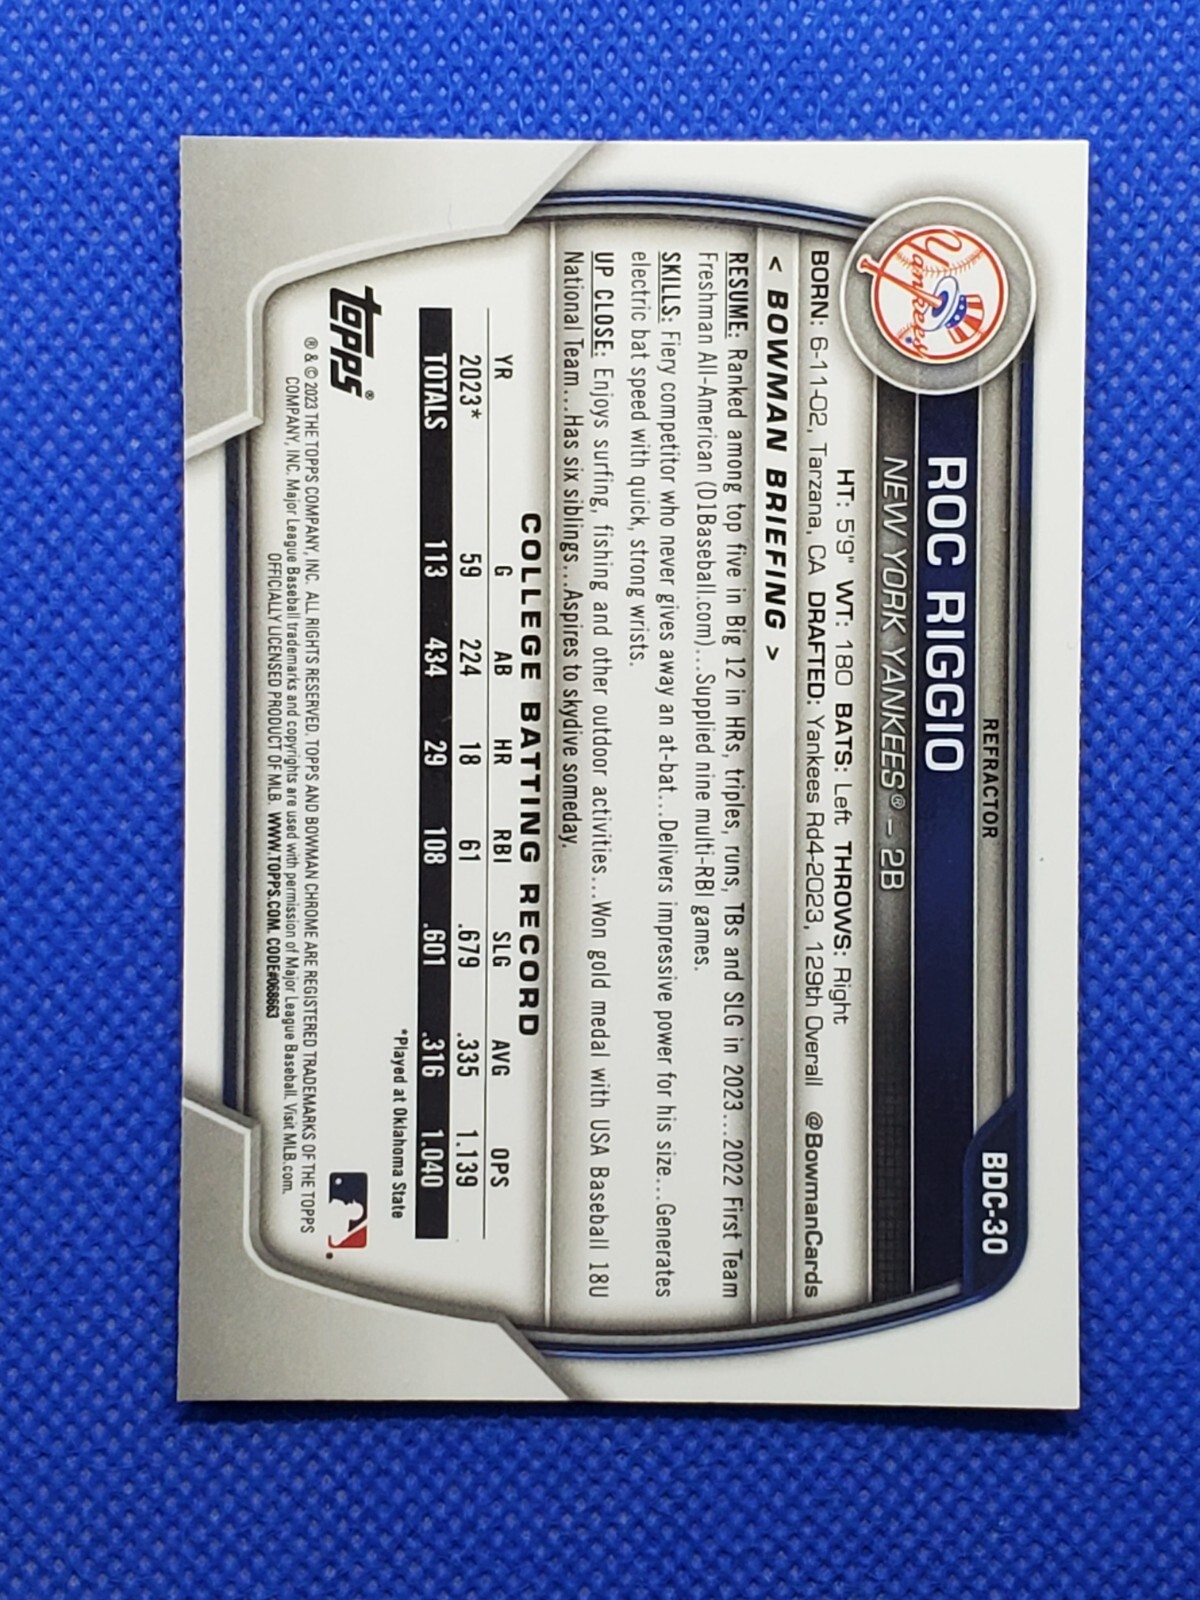 REFRACTOR
BDC-30
Yankees
ROC RIGGIO
NEW YORK YANKEES® – 2B
HT: 5'9" WT: 180 BATS: Left THROWS: Right
BORN: 6-11-02, Tarzana, CA DRAFTED: Yankees Rd4-2023, 129th Overall @BowmanCards
< BOWMAN BRIEFING >
RESUME: Ranked among top five in Big 12 in HRs, triples, runs, TBs and SLG in 2023...2022 First Team
Freshman All-American (D1Baseball.com)...Supplied nine multi-RBI games.
SKILLS: Fiery competitor who never gives away an at-bat...Delivers impressive power for his size...Generates
electric bat speed with quick, strong wrists.
UP CLOSE: Enjoys surfing, fishing and other outdoor activities...Won gold medal with USA Baseball 18U
National Team...Has six siblings...Aspires to skydive someday.
COLLEGE BATTING RECORD
YR G AB HR RBI SLG AVG OPS
2023* 59 224 18 61 .679 .335 1.139
TOTALS 113 434 29 108 .601 .316 1.040
*Played at Oklahoma State
topps®
® & © 2023 THE TOPPS COMPANY, INC. ALL RIGHTS RESERVED. TOPPS AND BOWMAN CHROME ARE REGISTERED TRADEMARKS OF THE TOPPS
COMPANY, INC. Major League Baseball trademarks and copyrights are used with permission of Major League Baseball. Visit MLB.com.
OFFICIALLY LICENSED PRODUCT OF MLB. WWW.TOPPS.COM. CODE#068663